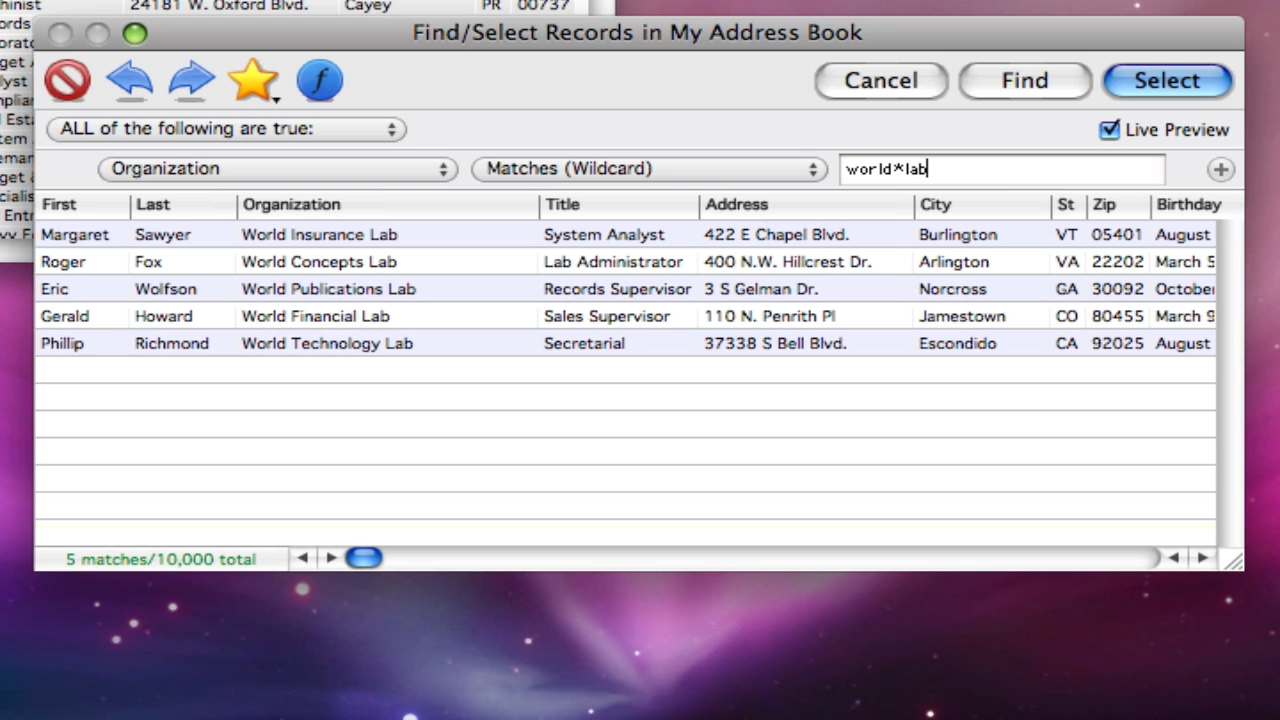 24181 W. Oxford Blvd. Cayey PR 00737
Find/Select Records in My Address Book
Cancel Find Select
ALL of the following are true: Live Preview
Organization Matches (Wildcard) world*lab
First Last Organization Title Address City St Zip Birthday
Margaret Sawyer World Insurance Lab System Analyst 422 E Chapel Blvd. Burlington VT 05401 August
Roger Fox World Concepts Lab Lab Administrator 400 N.W. Hillcrest Dr. Arlington VA 22202 March 5
Eric Wolfson World Publications Lab Records Supervisor 3 S Gelman Dr. Norcross GA 30092 October
Gerald Howard World Financial Lab Sales Supervisor 110 N. Penrith Pl Jamestown CO 80455 March 9
Phillip Richmond World Technology Lab Secretarial 37338 S Bell Blvd. Escondido CA 92025 August
5 matches/10,000 total